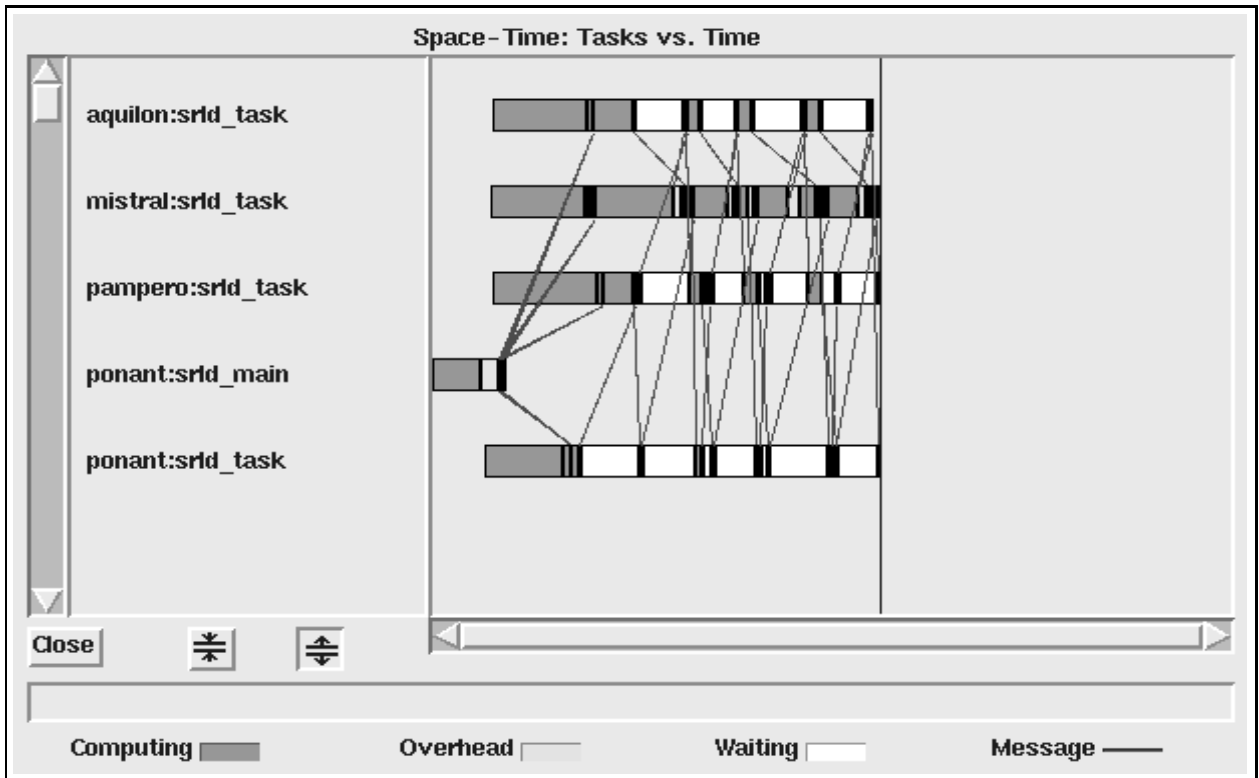 Space-Time: Tasks vs. Time
aquilon:srld_task
mistral:srld_task
pampero:srld_task
ponant:srld_main
ponant:srld_task
Close
Computing Overhead Waiting Message